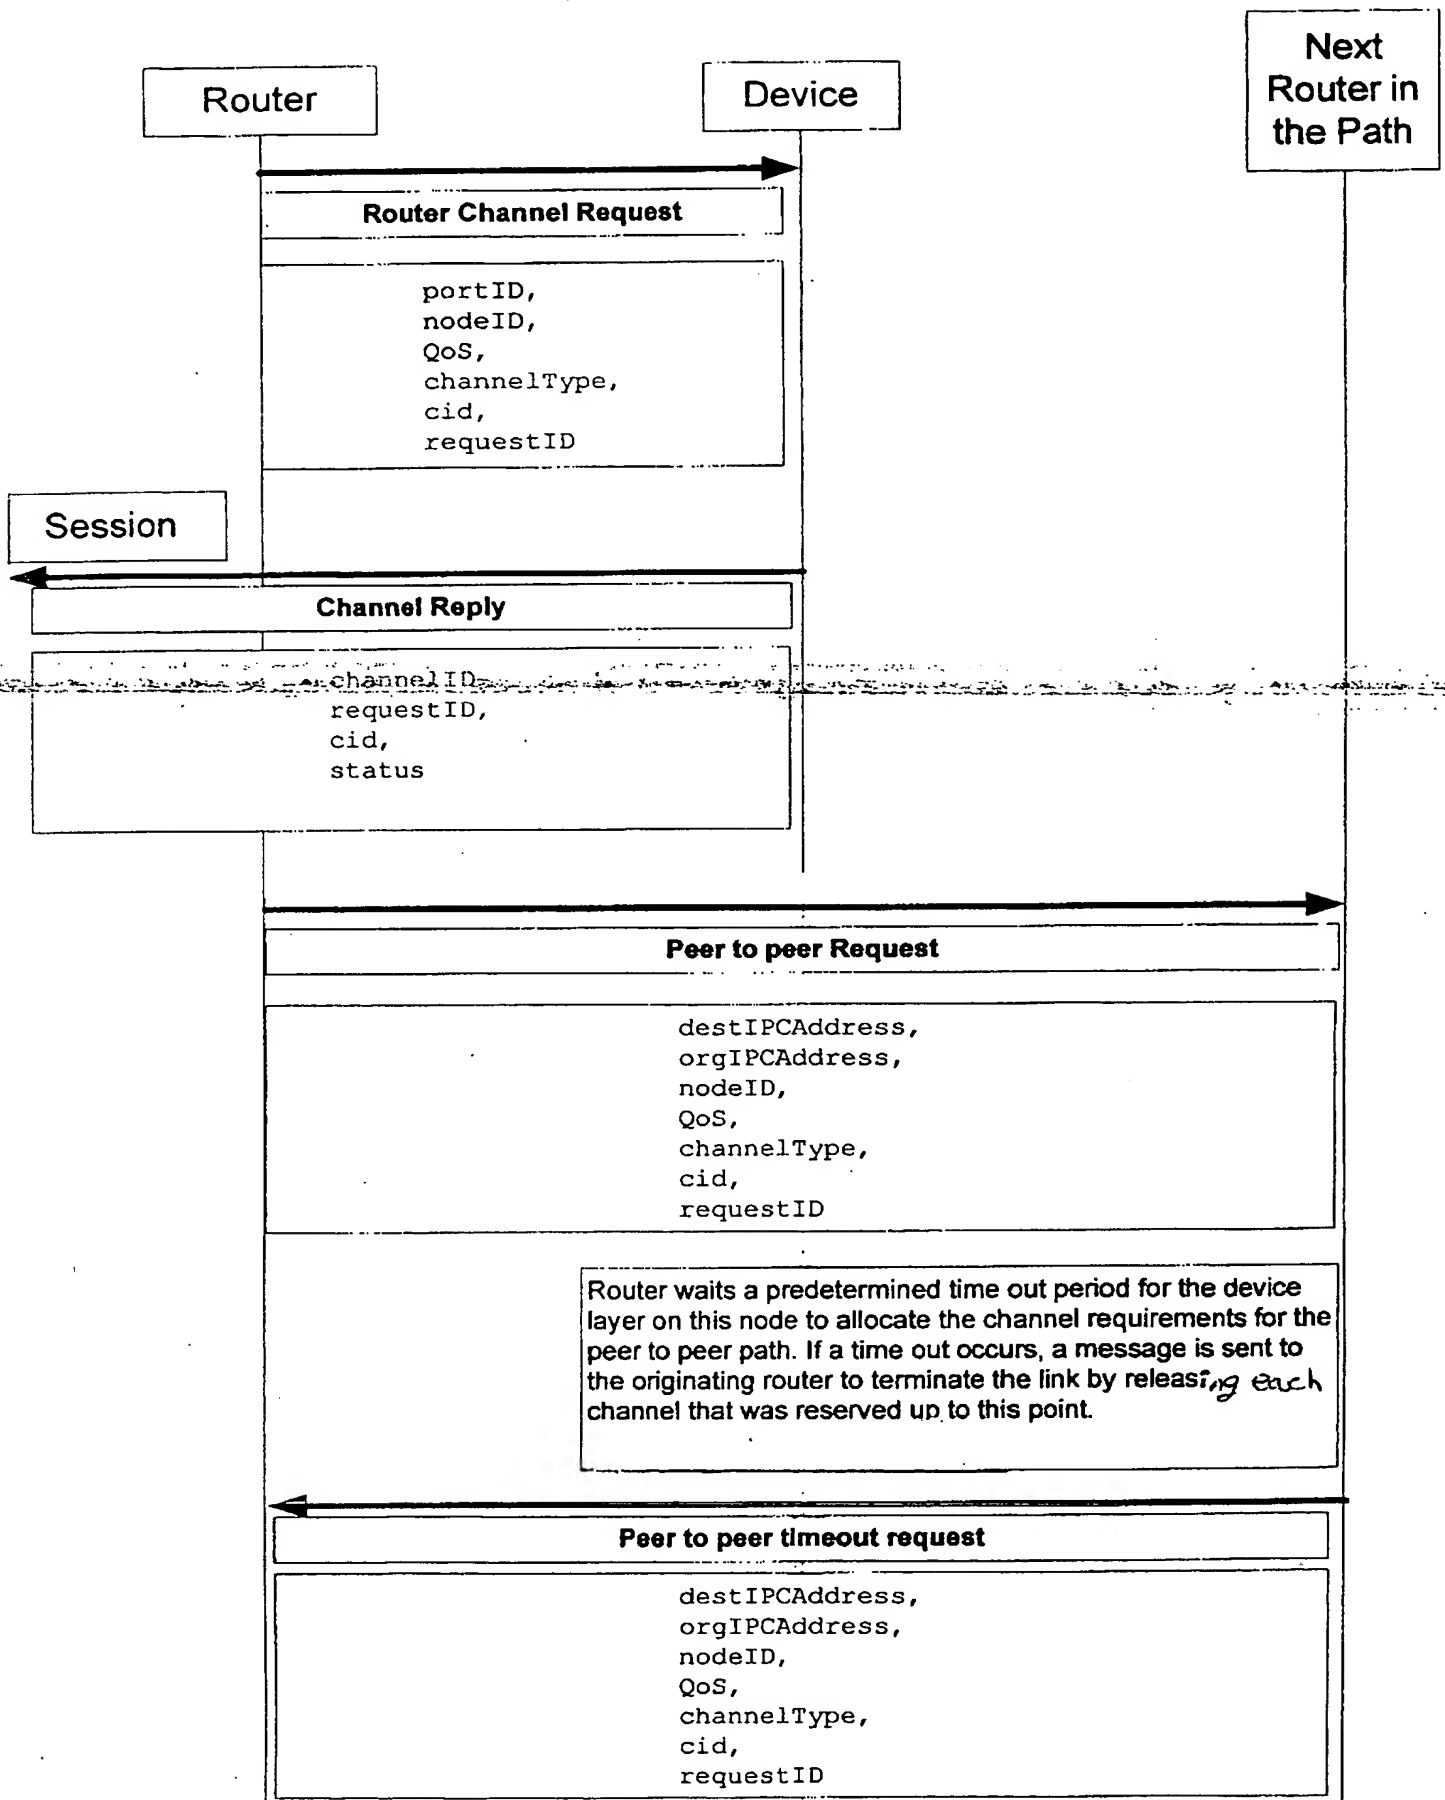 Next
Router in
the Path
Router
Device
Router Channel Request
portID,
nodeID,
QoS,
channelType,
cid,
requestID
Session
Channel Reply
channelID
requestID,
cid,
status
Peer to peer Request
destIPCAddress,
orgIPCAddress,
nodeID,
QoS,
channelType,
cid,
requestID
Router waits a predetermined time out period for the device
layer on this node to allocate the channel requirements for the
peer to peer path. If a time out occurs, a message is sent to
the originating router to terminate the link by releasing each
channel that was reserved up to this point.
Peer to peer timeout request
destIPCAddress,
orgIPCAddress,
nodeID,
QoS,
channelType,
cid,
requestID